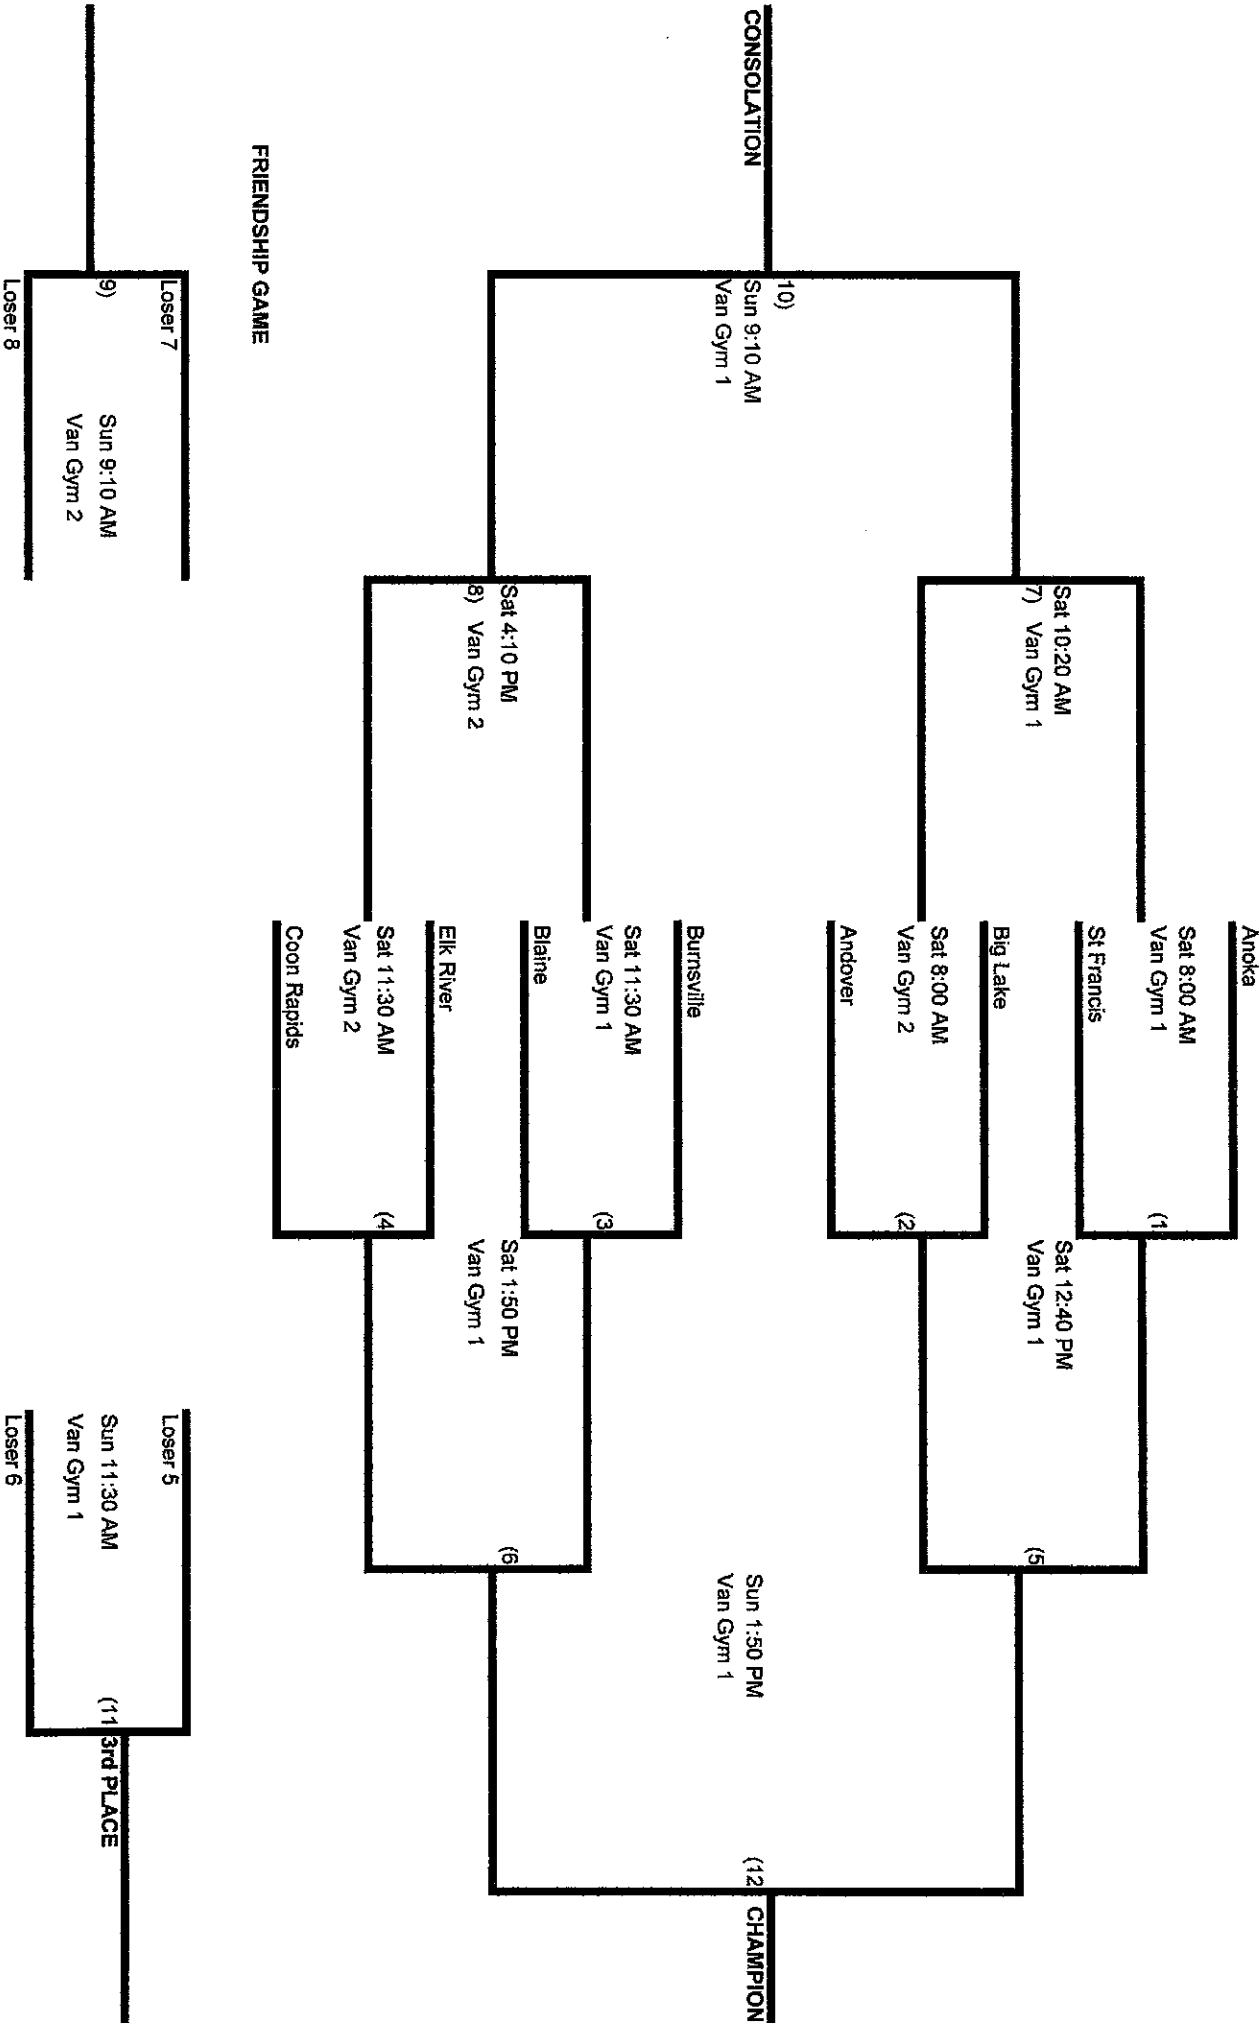 Anoka
Sat 8:00 AM
Van Gym 1
(1
St Francis
Sat 10:20 AM
7) Van Gym 1
Sat 12:40 PM
Van Gym 1
(5
Big Lake
Sat 8:00 AM
Van Gym 2
(2
Andover
10)
Sun 9:10 AM
Van Gym 1
CONSOLATION
Sun 1:50 PM
Van Gym 1
(12
CHAMPION
Burnsville
Sat 11:30 AM
Van Gym 1
(3
Blaine
Sat 4:10 PM
8) Van Gym 2
Sat 1:50 PM
Van Gym 1
(6
Elk River
Sat 11:30 AM
Van Gym 2
(4
Coon Rapids
FRIENDSHIP GAME
Loser 7
9)
Sun 9:10 AM
Van Gym 2
Loser 8
Loser 5
Sun 11:30 AM
Van Gym 1
(11
3rd PLACE
Loser 6